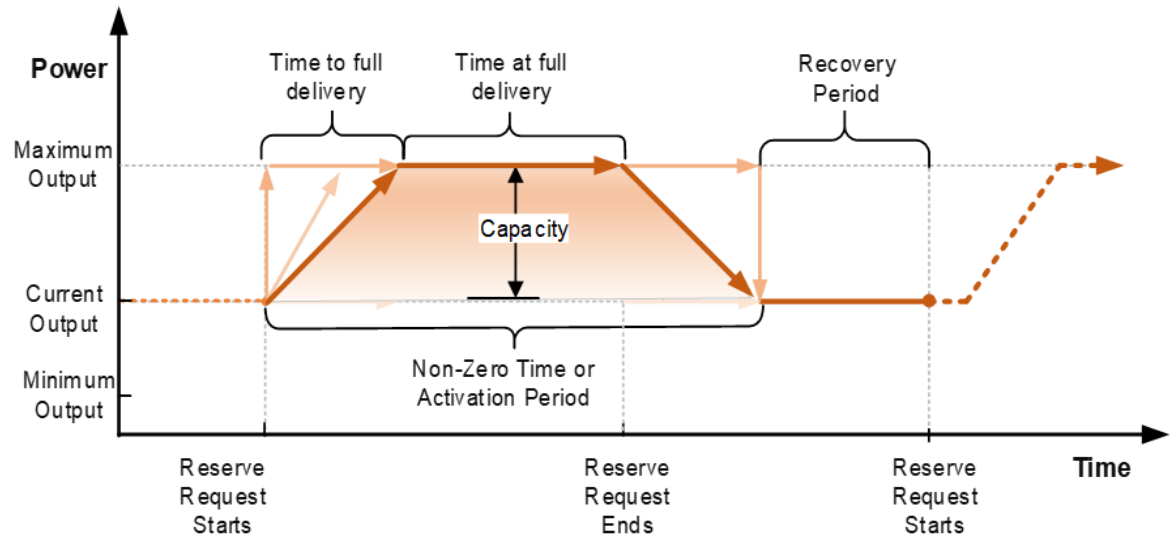 Power
Time to full
delivery
Time at full
delivery
Recovery
Period
Maximum
Output
Capacity
Current
Output
Non-Zero Time or
Activation Period
Minimum
Output
Reserve
Request
Starts
Reserve
Request
Ends
Reserve
Request
Starts
Time